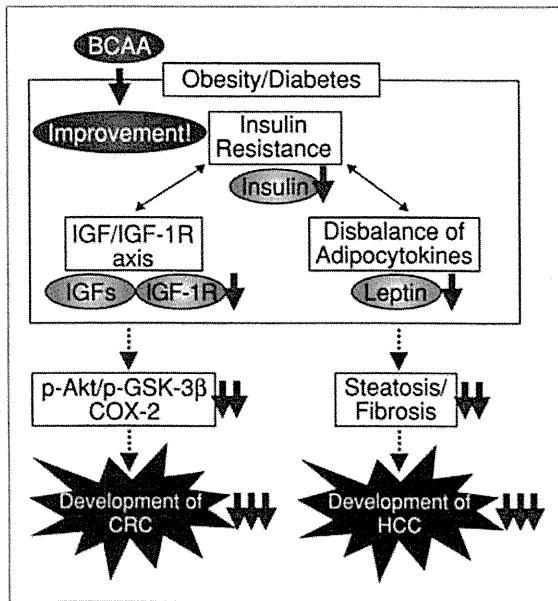 BCAA
Obesity/Diabetes
Improvement!
Insulin
Resistance
Insulin
IGF/IGF-1R
axis
IGFs
IGF-1R
Disbalance of
Adipocytokines
Leptin
p-Akt/p-GSK-3β
COX-2
Steatosis/
Fibrosis
Development of
CRC
Development of
HCC